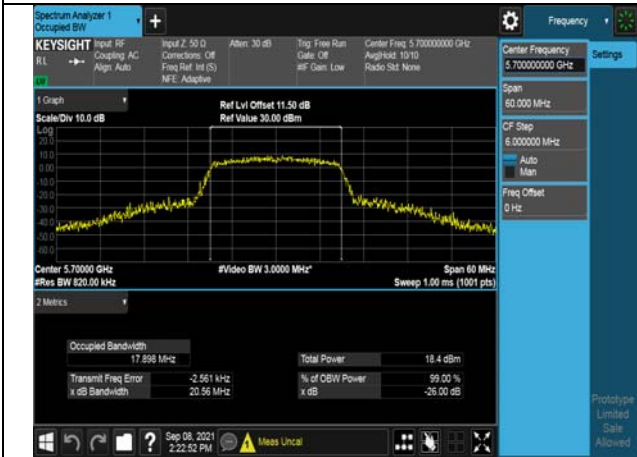 Spectrum Analyzer 1
Occupied BW
+
Frequency
KEYSIGHT
RL
Input: RF
Coupling: AC
Align: Auto
Input Z: 50 Ω
Corrections: Off
Freq Ref: Int (S)
NFE: Adaptive
Atten: 30 dB
Trig: Free Run
Gate: Off
#IF Gain: Low
Center Freq: 5.700000000 GHz
Avg|Hold: 10/10
Radio Std: None
Center Frequency
5.700000000 GHz
Settings
Span
60.000 MHz
CF Step
6.000000 MHz
Auto
Man
Freq Offset
0 Hz
1 Graph
Scale/Div 10.0 dB
Ref Lvl Offset 11.50 dB
Ref Value 30.00 dBm
Log
20.0
10.0
0.00
-10.0
-20.0
-30.0
-40.0
-50.0
-60.0
Center 5.70000 GHz
#Res BW 820.00 kHz
#Video BW 3.0000 MHz*
Span 60 MHz
Sweep 1.00 ms (1001 pts)
2 Metrics
Occupied Bandwidth
17.898 MHz
Total Power
18.4 dBm
Transmit Freq Error
-2.561 kHz
% of OBW Power
99.00 %
x dB Bandwidth
20.56 MHz
x dB
-26.00 dB
Prototype
Limited
Sale
Allowed
?
Sep 08, 2021
2:22:52 PM
Meas Uncal